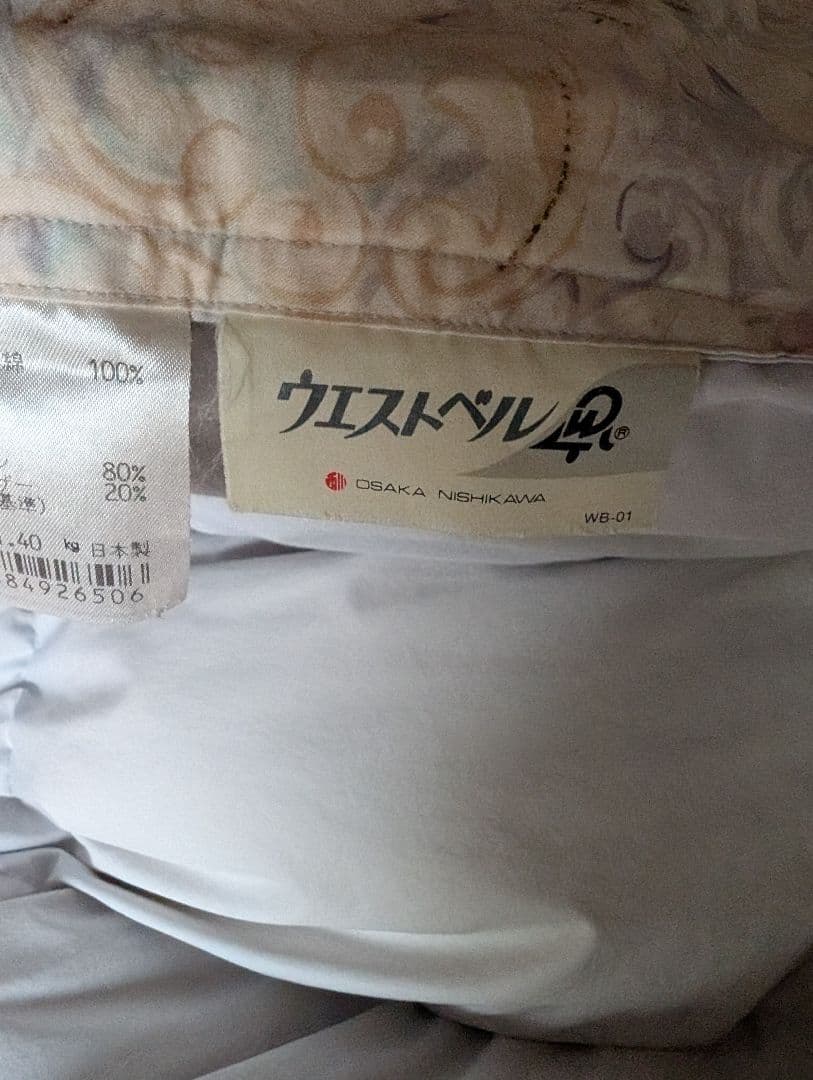 綿 100%
80%
20%
基準)
.40 kg 日本製
84926506
ウエストベル
OSAKA NISHIKAWA
WB-01